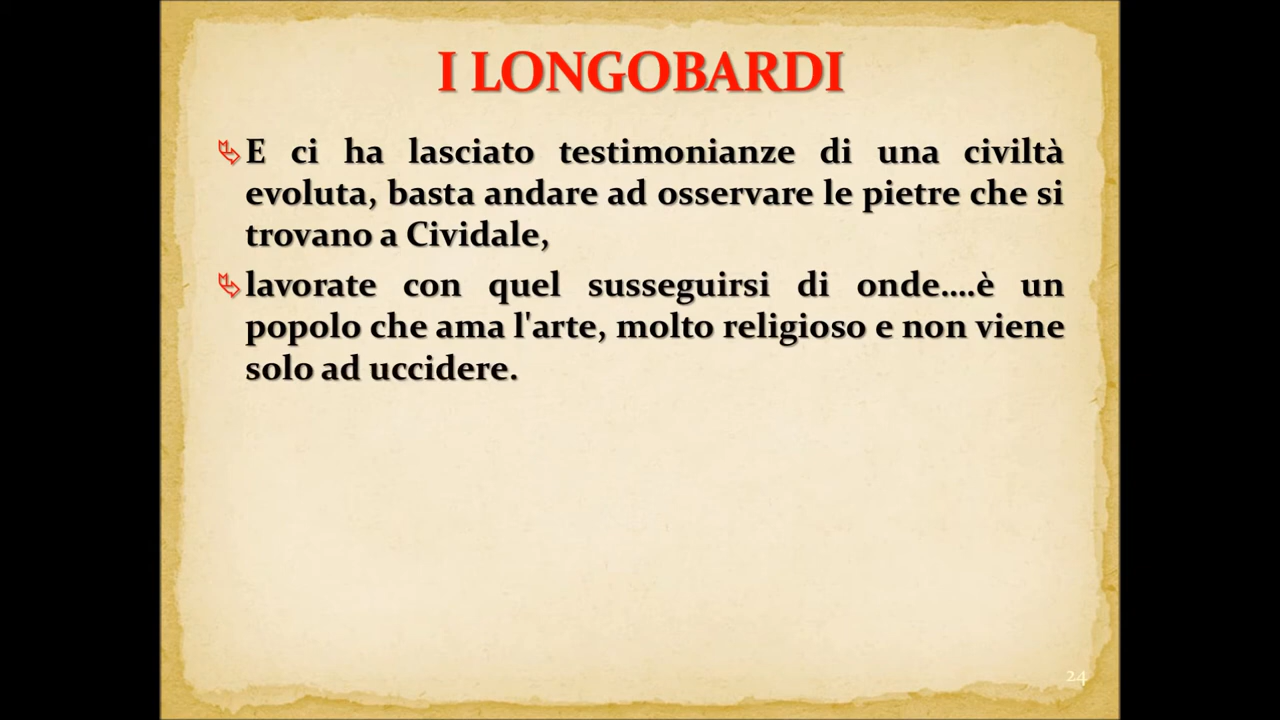 I LONGOBARDI
E ci ha lasciato testimonianze di una civiltà
evoluta, basta andare ad osservare le pietre che si
trovano a Cividale,
lavorate con quel susseguirsi di onde....è un
popolo che ama l'arte, molto religioso e non viene
solo ad uccidere.
24